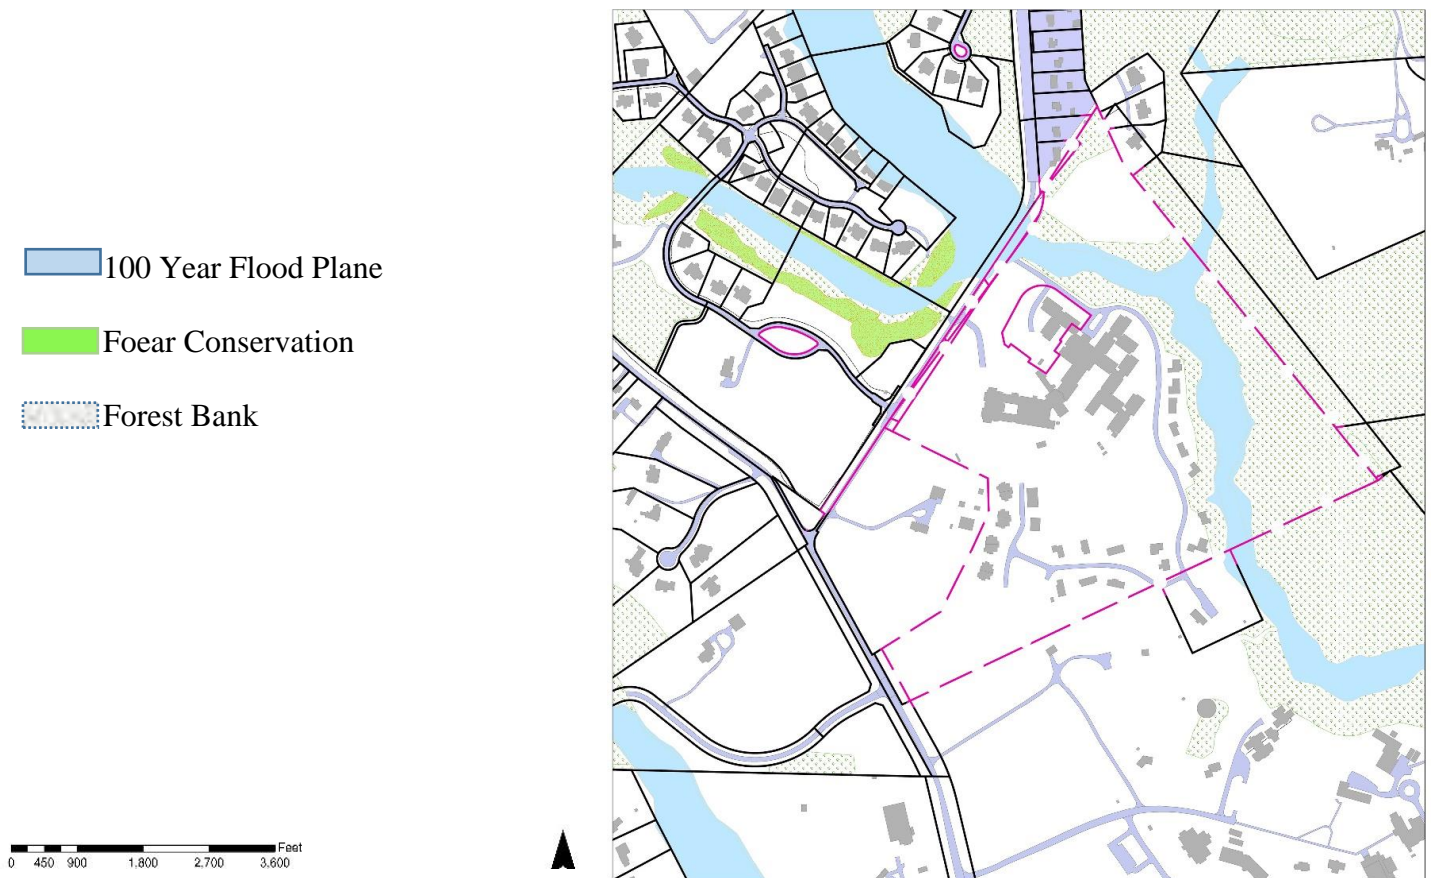 100 Year Flood Plane
Foear Conservation
Forest Bank
Feet
0 450 900 1,800 2,700 3,600